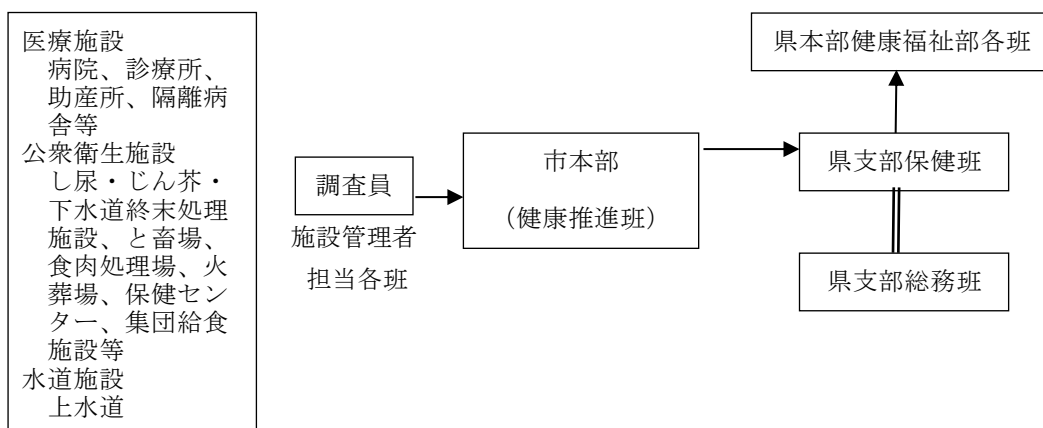 医療施設
病院、診療所、
助産所、隔離病
舎等
公衆衛生施設
し尿・じん芥・
下水道終末処理
施設、と畜場、
食肉処理場、火
葬場、保健セン
ター、集団給食
施設等
水道施設
上水道
調査員
施設管理者
担当各班
市本部
（健康推進班）
県本部健康福祉部各班
県支部保健班
県支部総務班